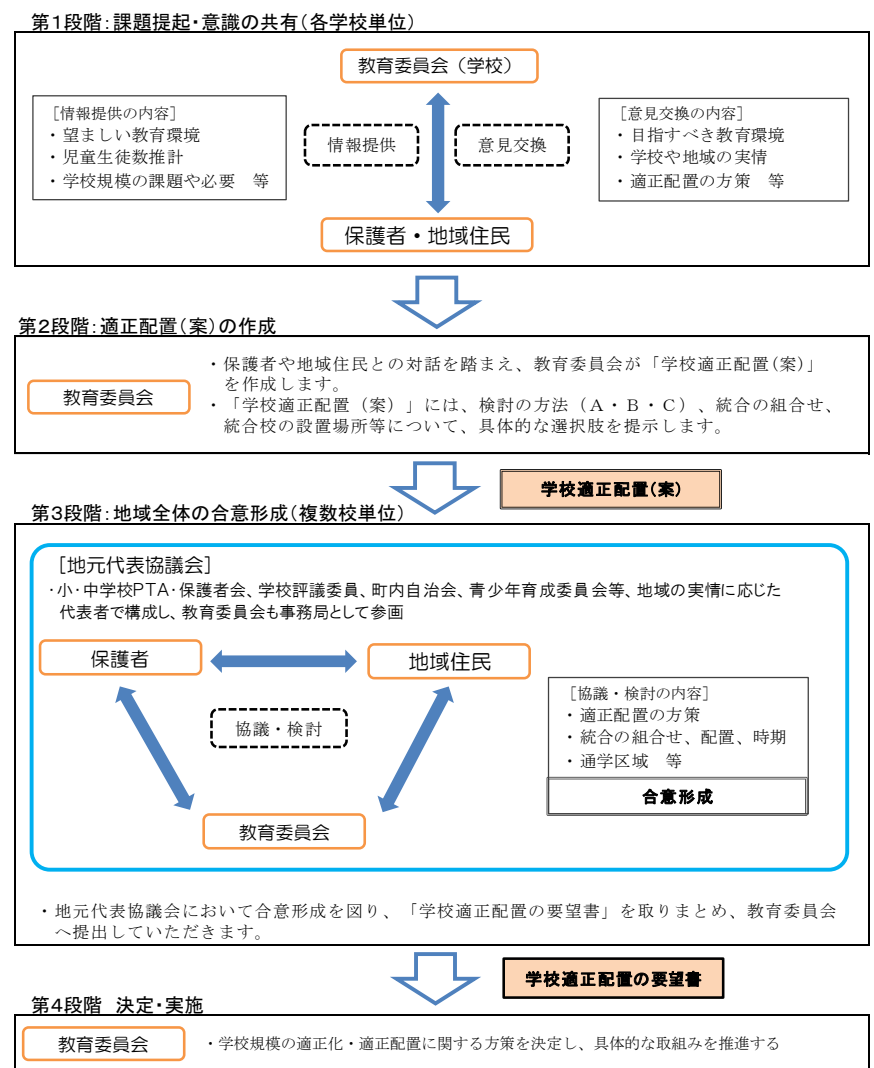 第1段階：課題提起・意識の共有（各学校単位）
教育委員会（学校）
［情報提供の内容］
・望ましい教育環境
・児童生徒数推計
・学校規模の課題や必要　等
情報提供
意見交換
［意見交換の内容］
・目指すべき教育環境
・学校や地域の実情
・適正配置の方策　等
保護者・地域住民
第2段階：適正配置（案）の作成
教育委員会
・保護者や地域住民との対話を踏まえ、教育委員会が「学校適正配置(案)」
を作成します。
・「学校適正配置（案）」には、検討の方法（Ａ・Ｂ・Ｃ）、統合の組合せ、
統合校の設置場所等について、具体的な選択肢を提示します。
学校適正配置（案）
第3段階：地域全体の合意形成（複数校単位）
［地元代表協議会］
・小・中学校PTA・保護者会、学校評議委員、町内自治会、青少年育成委員会等、地域の実情に応じた
代表者で構成し、教育委員会も事務局として参画
保護者
地域住民
協議・検討
教育委員会
［協議・検討の内容］
・適正配置の方策
・統合の組合せ、配置、時期
・通学区域　等
合意形成
・地元代表協議会において合意形成を図り、「学校適正配置の要望書」を取りまとめ、教育委員会
へ提出していただきます。
学校適正配置の要望書
第4段階　決定・実施
教育委員会
・学校規模の適正化・適正配置に関する方策を決定し、具体的な取組みを推進する